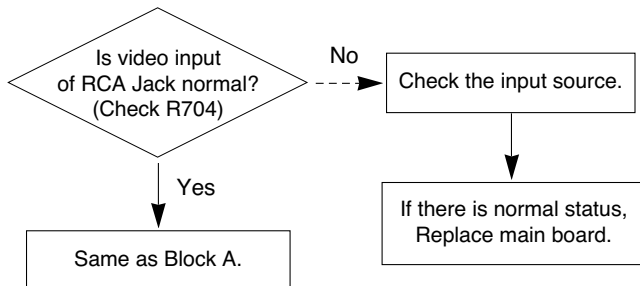 Is video input
of RCA Jack normal?
(Check R704)
No
Check the input source.
Yes
If there is normal status,
Replace main board.
Same as Block A.